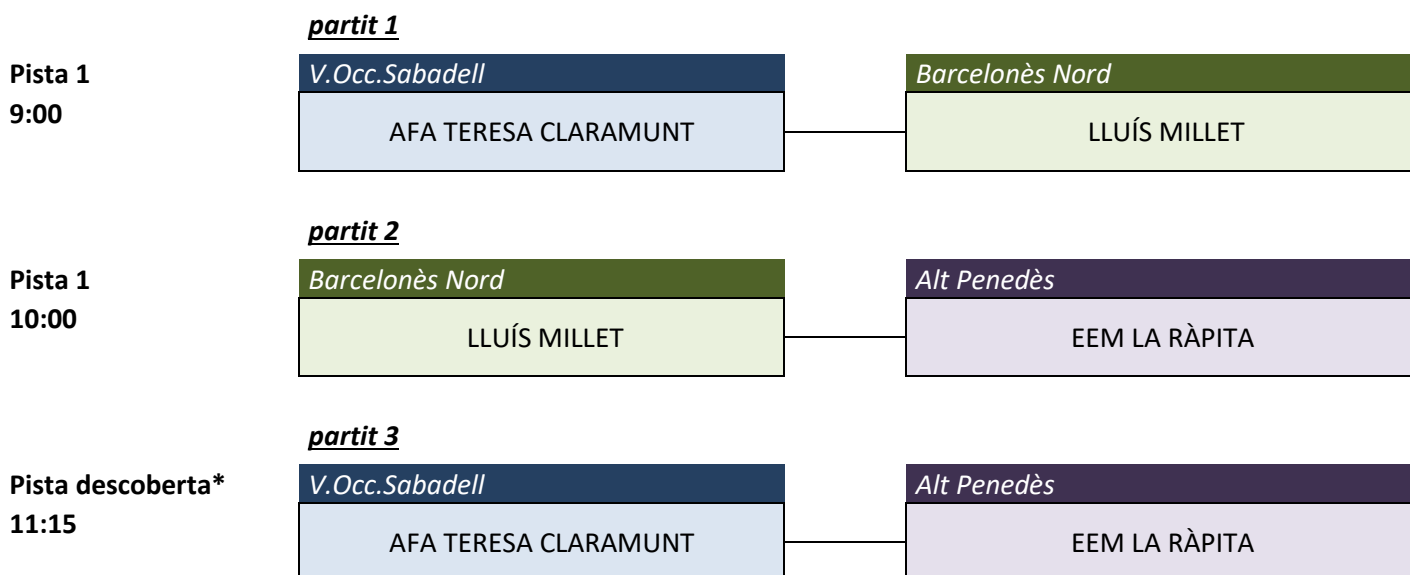 partit 1
Pista 1
9:00
V.Occ.Sabadell
Barcelonès Nord
AFA TERESA CLARAMUNT
LLUÍS MILLET
partit 2
Pista 1
10:00
Barcelonès Nord
Alt Penedès
LLUÍS MILLET
EEM LA RÀPITA
partit 3
Pista descoberta*
11:15
V.Occ.Sabadell
Alt Penedès
AFA TERESA CLARAMUNT
EEM LA RÀPITA